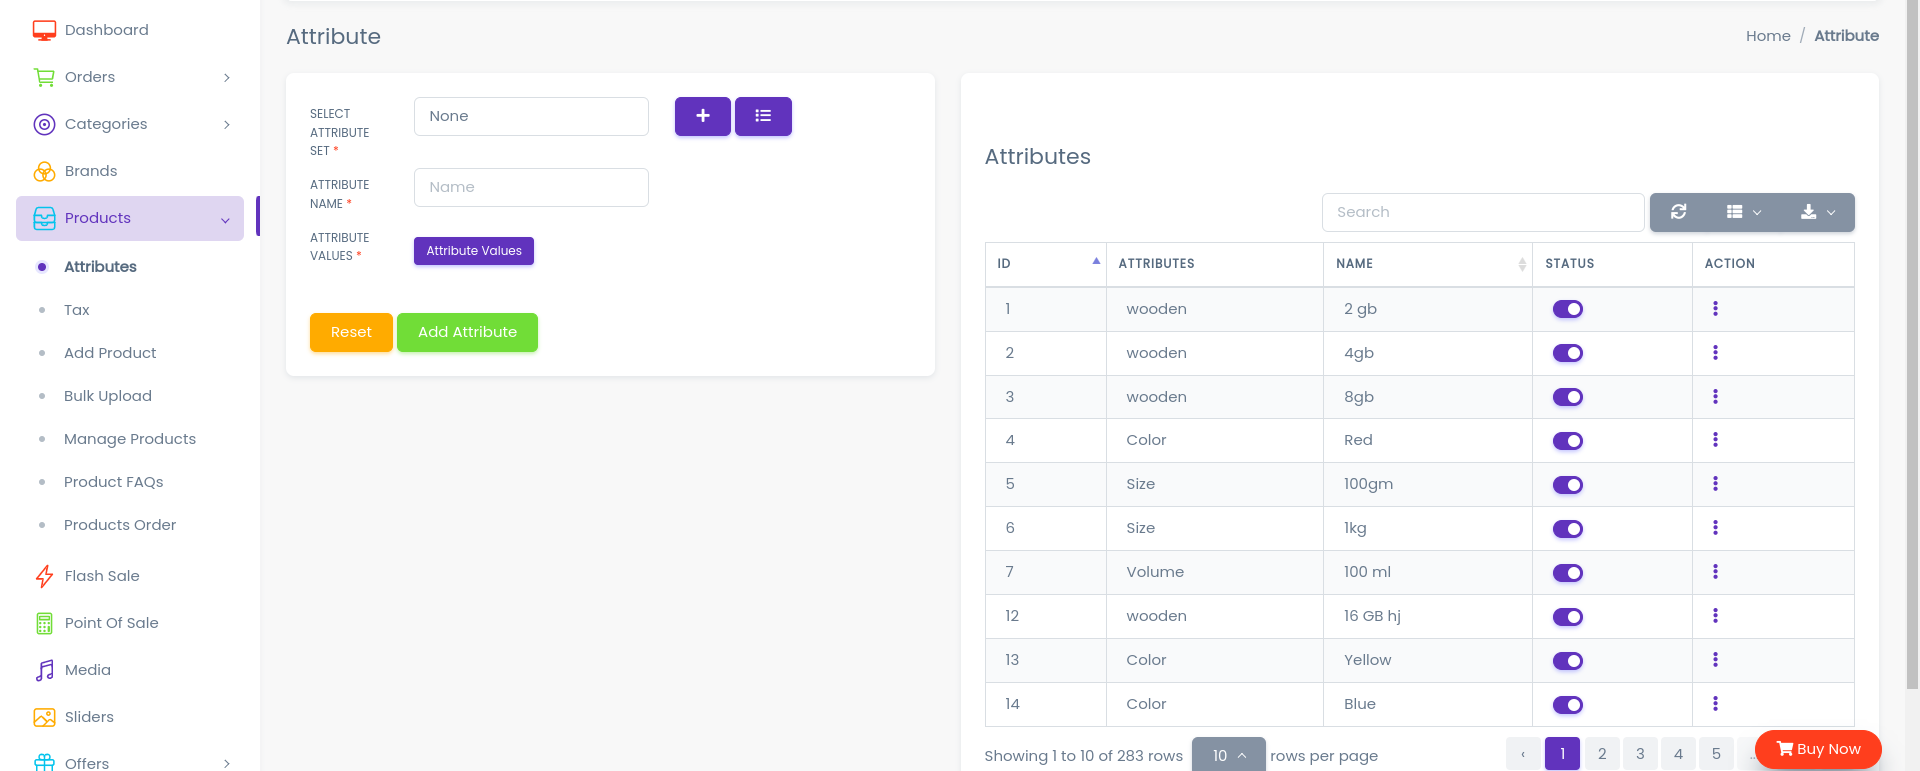 Dashboard
Orders
Categories
Brands
Products
Attributes
Tax
Add Product
Bulk Upload
Manage Products
Product FAQs
Products Order
Flash Sale
Point Of Sale
Media
Sliders
Offers
Attribute
Home / Attribute
SELECT
ATTRIBUTE
SET *
None
ATTRIBUTE
NAME *
Name
ATTRIBUTE
VALUES *
Attribute Values
Reset Add Attribute
Attributes
Search
ID ATTRIBUTES NAME STATUS ACTION
1 wooden 2 gb
2 wooden 4gb
3 wooden 8gb
4 Color Red
5 Size 100gm
6 Size 1kg
7 Volume 100 ml
12 wooden 16 GB hj
13 Color Yellow
14 Color Blue
Showing 1 to 10 of 283 rows 10 rows per page
‹ 1 2 3 4 5 ..
Buy Now